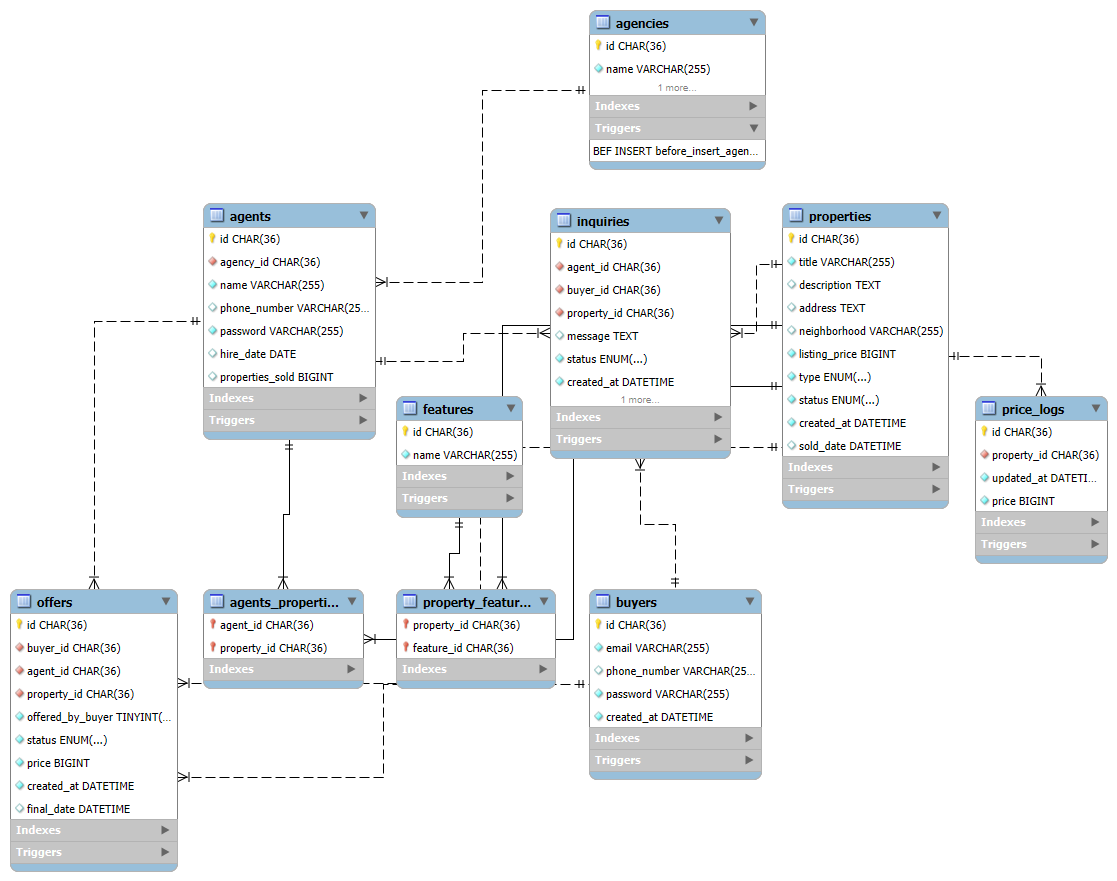 agencies
id CHAR(36)
name VARCHAR(255)
1 more...
Indexes
Triggers
BEF INSERT before_insert_agen...
agents
id CHAR(36)
agency_id CHAR(36)
name VARCHAR(255)
phone_number VARCHAR(25...
password VARCHAR(255)
hire_date DATE
properties_sold BIGINT
Indexes
Triggers
inquiries
id CHAR(36)
agent_id CHAR(36)
buyer_id CHAR(36)
property_id CHAR(36)
message TEXT
status ENUM(...)
created_at DATETIME
1 more...
Indexes
Triggers
properties
id CHAR(36)
title VARCHAR(255)
description TEXT
address TEXT
neighborhood VARCHAR(255)
listing_price BIGINT
type ENUM(...)
status ENUM(...)
created_at DATETIME
sold_date DATETIME
Indexes
Triggers
features
id CHAR(36)
name VARCHAR(255)
Indexes
Triggers
price_logs
id CHAR(36)
property_id CHAR(36)
updated_at DATETI...
price BIGINT
Indexes
Triggers
offers
id CHAR(36)
buyer_id CHAR(36)
agent_id CHAR(36)
property_id CHAR(36)
offered_by_buyer TINYINT(...
status ENUM(...)
price BIGINT
created_at DATETIME
final_date DATETIME
Indexes
Triggers
agents_properti...
agent_id CHAR(36)
property_id CHAR(36)
Indexes
property_featur...
property_id CHAR(36)
feature_id CHAR(36)
Indexes
buyers
id CHAR(36)
email VARCHAR(255)
phone_number VARCHAR(25...
password VARCHAR(255)
created_at DATETIME
Indexes
Triggers